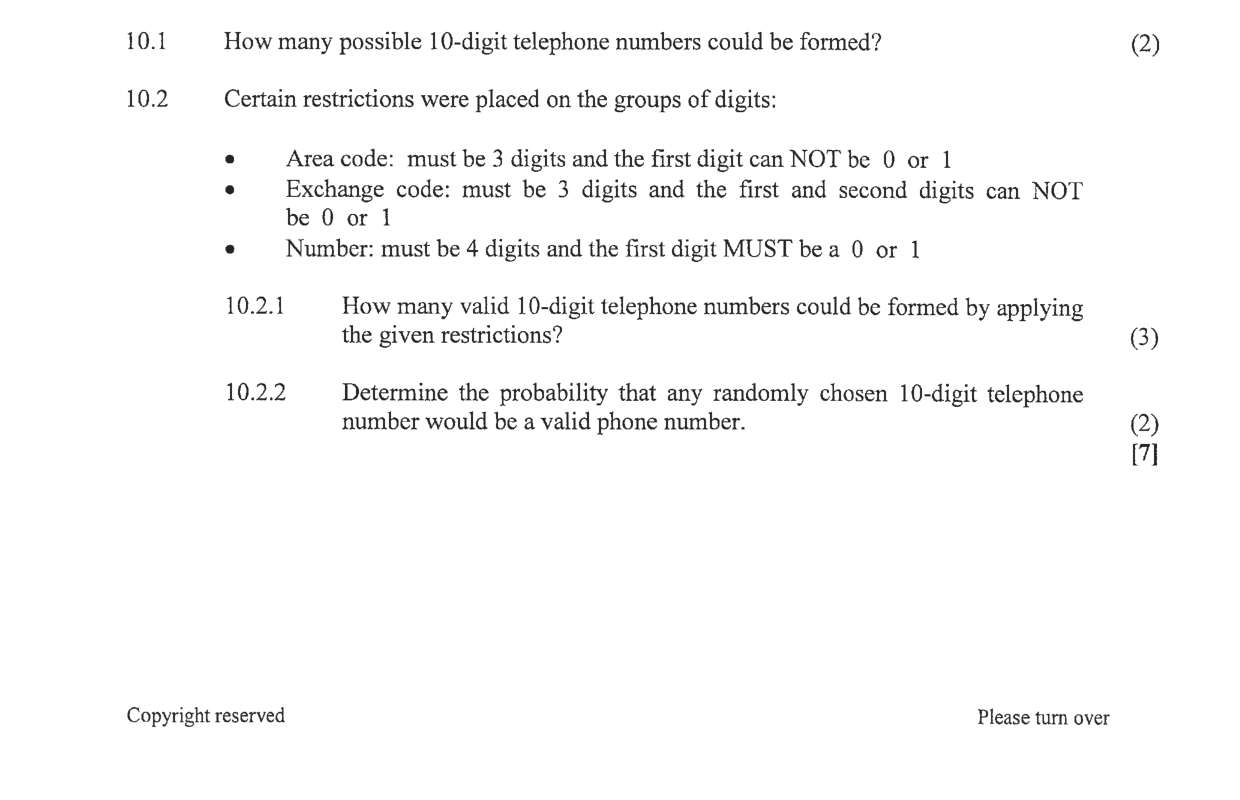 10.1 How many possible 10-digit telephone numbers could be formed? (2)
10.2 Certain restrictions were placed on the groups of digits:
• Area code: must be 3 digits and the first digit can NOT be 0 or 1
• Exchange code: must be 3 digits and the first and second digits can NOT
be 0 or 1
• Number: must be 4 digits and the first digit MUST be a 0 or 1
10.2.1 How many valid 10-digit telephone numbers could be formed by applying
the given restrictions? (3)
10.2.2 Determine the probability that any randomly chosen 10-digit telephone
number would be a valid phone number. (2)
[7]
Copyright reserved Please turn over